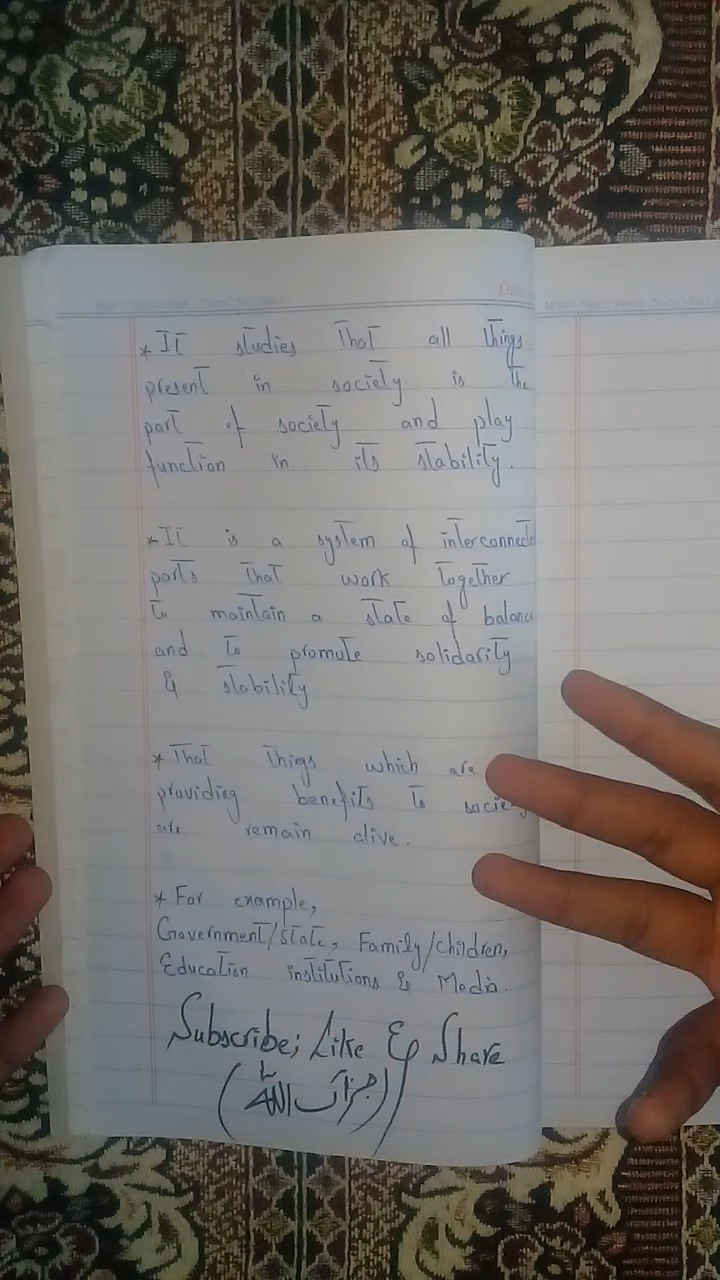 * It studies that all things
present in society is the
part of society and play
function in its stability.
* It is a system of interconnected
parts that work together
to maintain a state of balance
and to promote solidarity
& stability
* That things which are
providing benefits to society
are remain alive.
* For example,
Government/state, Family/children,
Education institutions & Media.
Subscribe; Like & Share
(جزاک اللہ)